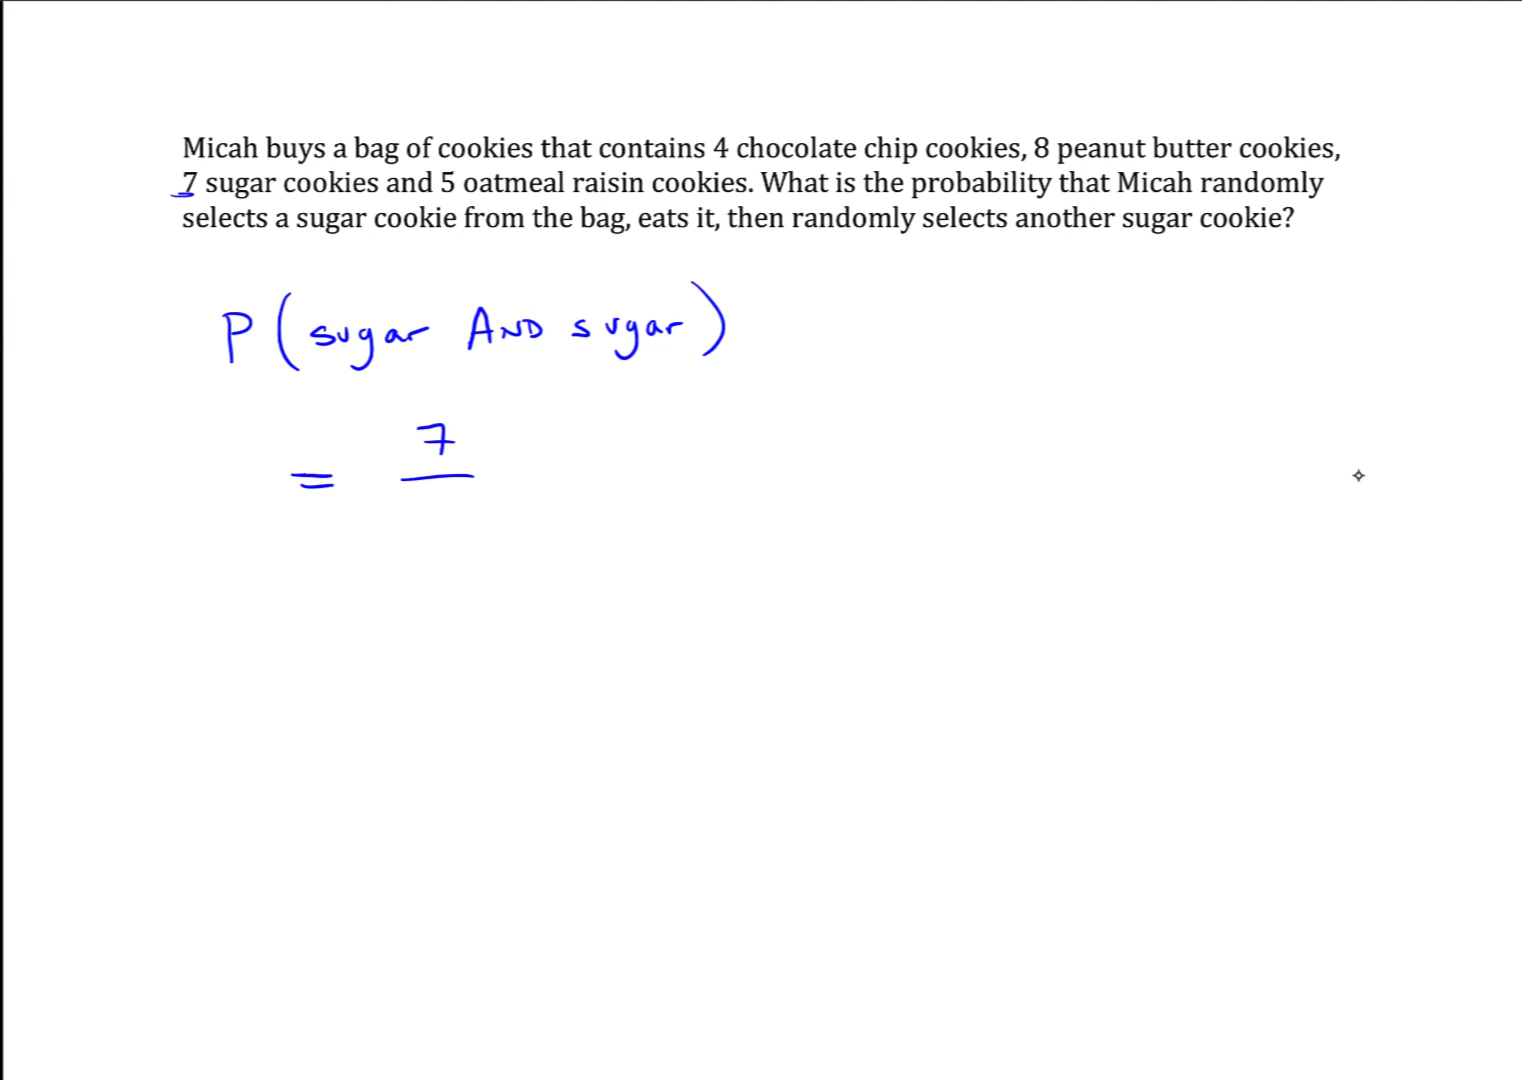 Micah buys a bag of cookies that contains 4 chocolate chip cookies, 8 peanut butter cookies,
7 sugar cookies and 5 oatmeal raisin cookies. What is the probability that Micah randomly
selects a sugar cookie from the bag, eats it, then randomly selects another sugar cookie?
P (sugar AND sugar)
= 7